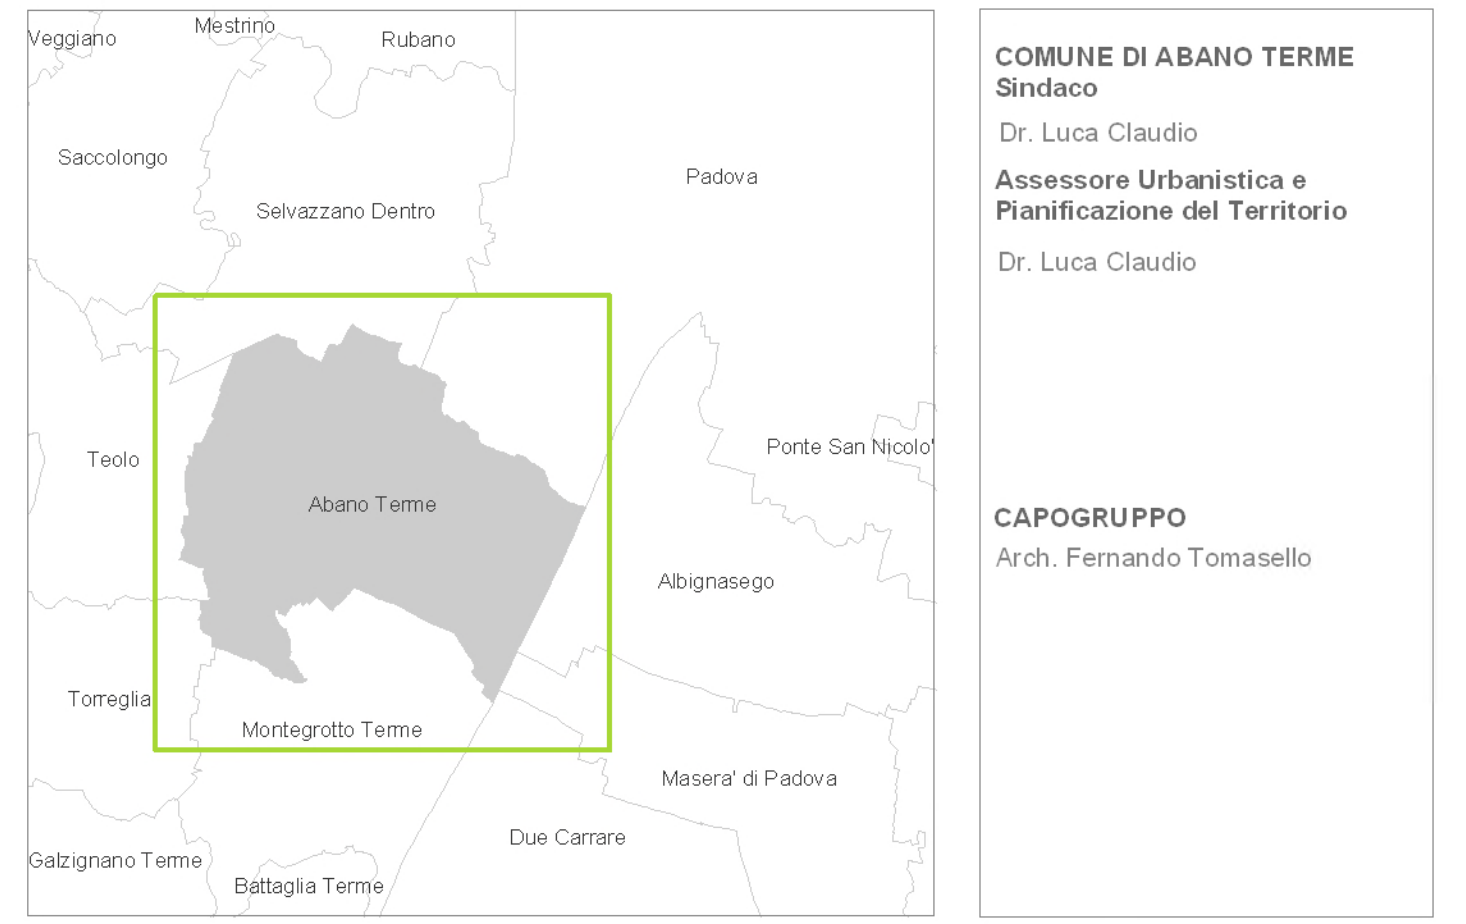 Veggiano
Mestrino
Rubano
Saccolongo
Padova
Selvazzano Dentro
Teolo
Ponte San Nicolo'
Abano Terme
Albignasego
Torreglia
Montegrotto Terme
Masera' di Padova
Due Carrare
Galzignano Terme
Battaglia Terme
COMUNE DI ABANO TERME
Sindaco
Dr. Luca Claudio
Assessore Urbanistica e
Pianificazione del Territorio
Dr. Luca Claudio
CAPOGRUPPO
Arch. Fernando Tomasello